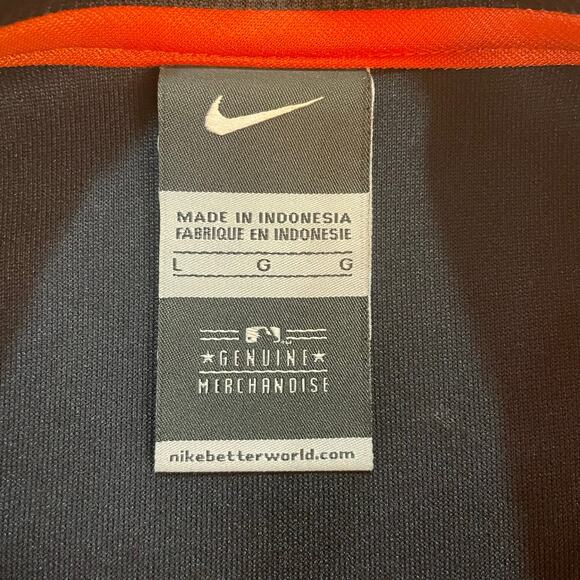 MADE IN INDONESIA
FABRIQUE EN INDONESIE
L G G
GENUINE
MERCHANDISE
nikebetterworld.com